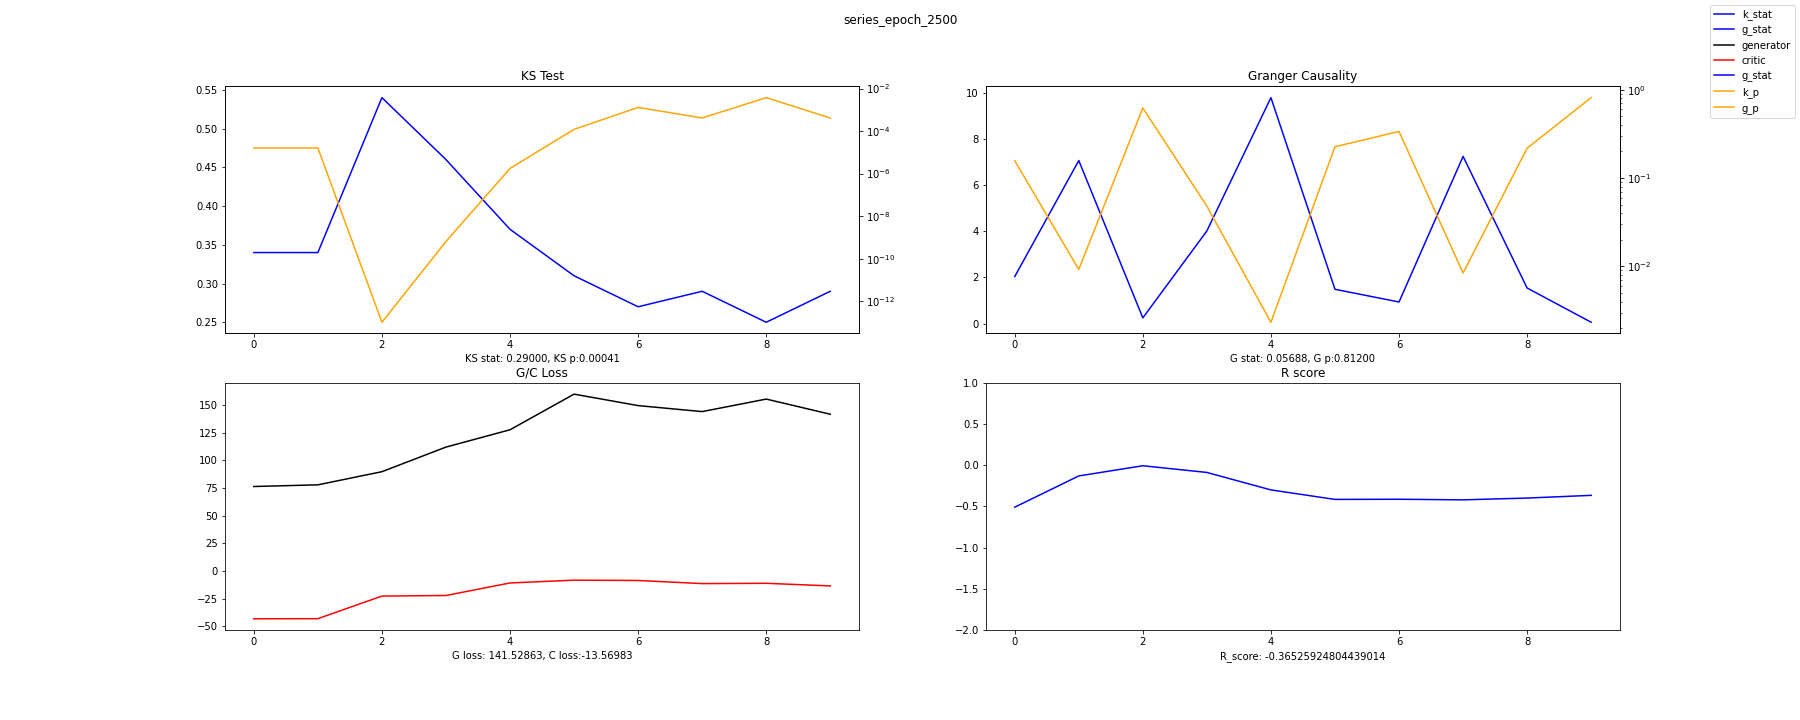 series_epoch_2500
k_stat
g_stat
generator
critic
g_stat
k_p
g_p
KS Test
0.55
0.50
0.45
0.40
0.35
0.30
0.25
10⁻²
10⁻⁴
10⁻⁶
10⁻⁸
10⁻¹⁰
10⁻¹²
0 2 4 6 8
KS stat: 0.29000, KS p:0.00041
Granger Causality
10
8
6
4
2
0
10⁰
10⁻¹
10⁻²
0 2 4 6 8
G stat: 0.05688, G p:0.81200
G/C Loss
150
125
100
75
50
25
0
−25
−50
0 2 4 6 8
G loss: 141.52863, C loss:-13.56983
R score
1.0
0.5
0.0
−0.5
−1.0
−1.5
−2.0
0 2 4 6 8
R_score: -0.36525924804439014